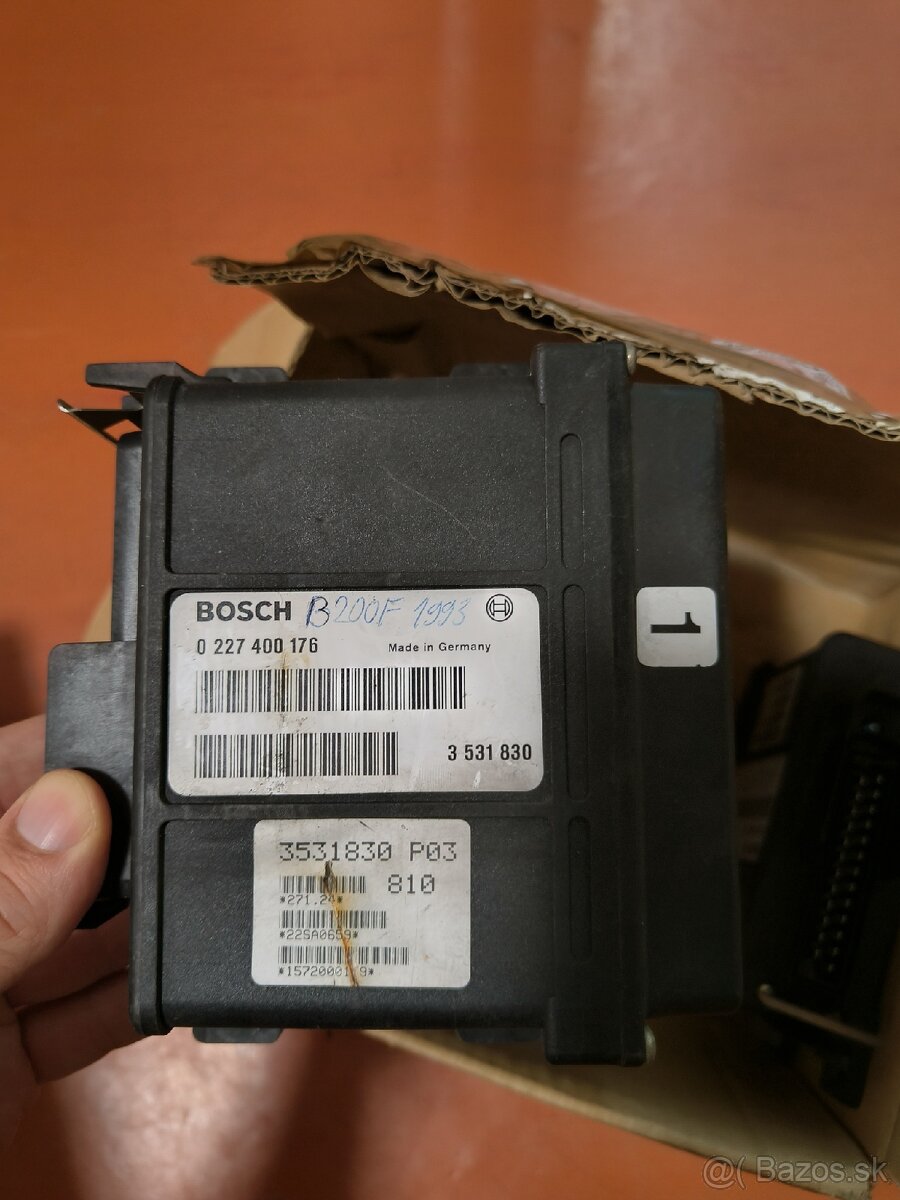 BOSCH B200F 1993
0 227 400 176 Made in Germany
3 531 830
1
3531830 P03
810
*271.24*
*22SA0659*
@( Bazos.sk